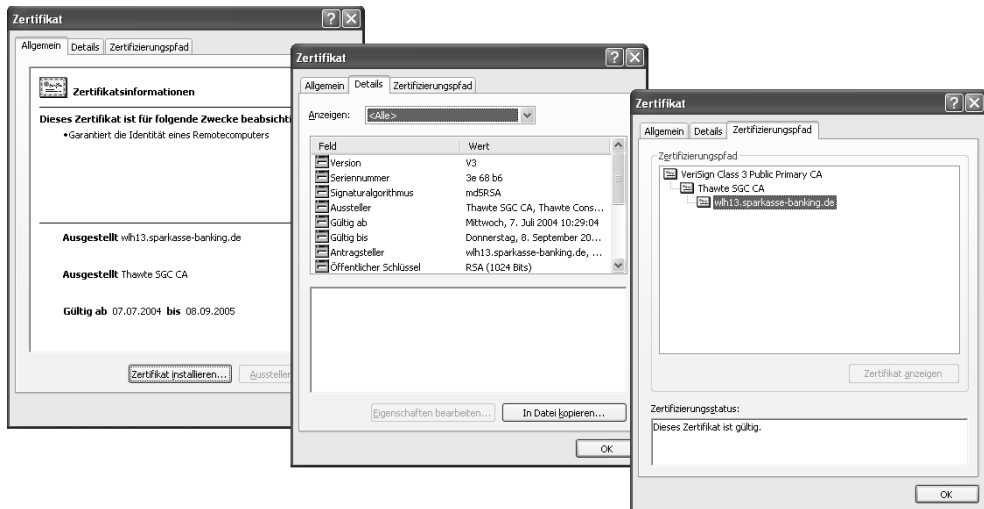 Zertifikat
Allgemein Details Zertifizierungspfad
Zertifikatsinformationen
Dieses Zertifikat ist für folgende Zwecke
•Garantiert die Identität eines Remotecomputers
Ausgestellt wlh13.sparkasse-banking.de
Ausgestellt Thawte SGC CA
Gültig ab 07.07.2004 bis 08.09.2005
Zertifikat installieren...
Zertifikat
Allgemein Details Zertifizierungspfad
Anzeigen: <Alle>
Feld Wert
Version V3
Seriennummer 3e 68 b6
Signaturalgorithmus md5RSA
Aussteller Thawte SGC CA, Thawte Cons...
Gültig ab Mittwoch, 7. Juli 2004 10:29:04
Gültig bis Donnerstag, 8. September 20...
Antragsteller wlh13.sparkasse-banking.de, ...
Öffentlicher Schlüssel RSA (1024 Bits)
Eigenschaften bearbeiten... In Datei kopieren...
OK
Zertifikat
Allgemein Details Zertifizierungspfad
Zertifizierungspfad
VeriSign Class 3 Public Primary CA
Thawte SGC CA
wlh13.sparkasse-banking.de
Zertifikat anzeigen
Zertifizierungsstatus:
Dieses Zertifikat ist gültig.
OK